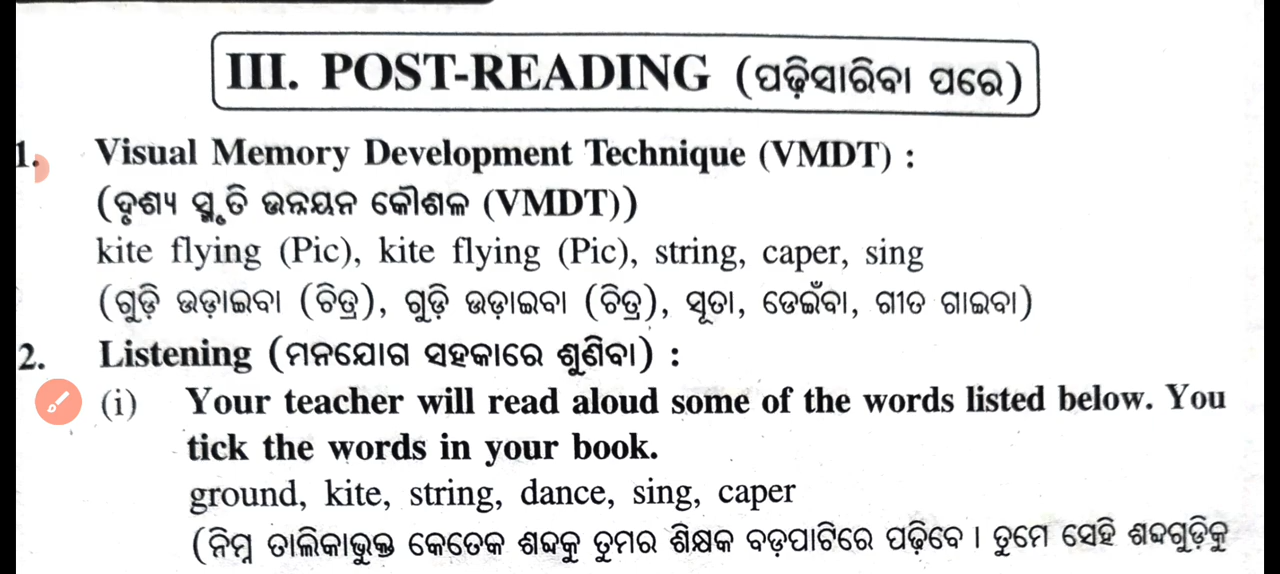 III. POST-READING (ପଢ଼ିସାରିବା ପରେ)
1. Visual Memory Development Technique (VMDT) :
(ଦୃଶ୍ୟ ସ୍ମୃତି ଉନ୍ନୟନ କୌଶଳ (VMDT))
kite flying (Pic), kite flying (Pic), string, caper, sing
(ଗୁଡ଼ି ଉଡ଼ାଇବା (ଚିତ୍ର), ଗୁଡ଼ି ଉଡ଼ାଇବା (ଚିତ୍ର), ସୂତା, ଡେଇଁବା, ଗୀତ ଗାଇବା)
2. Listening (ମନଯୋଗ ସହକାରେ ଶୁଣିବା) :
(i) Your teacher will read aloud some of the words listed below. You
tick the words in your book.
ground, kite, string, dance, sing, caper
(ନିମ୍ନ ତାଲିକାଭୁକ୍ତ କେତେକ ଶବ୍ଦକୁ ତୁମର ଶିକ୍ଷକ ବଡ଼ପାଟିରେ ପଢ଼ିବେ । ତୁମେ ସେହି ଶବ୍ଦଗୁଡ଼ିକୁ